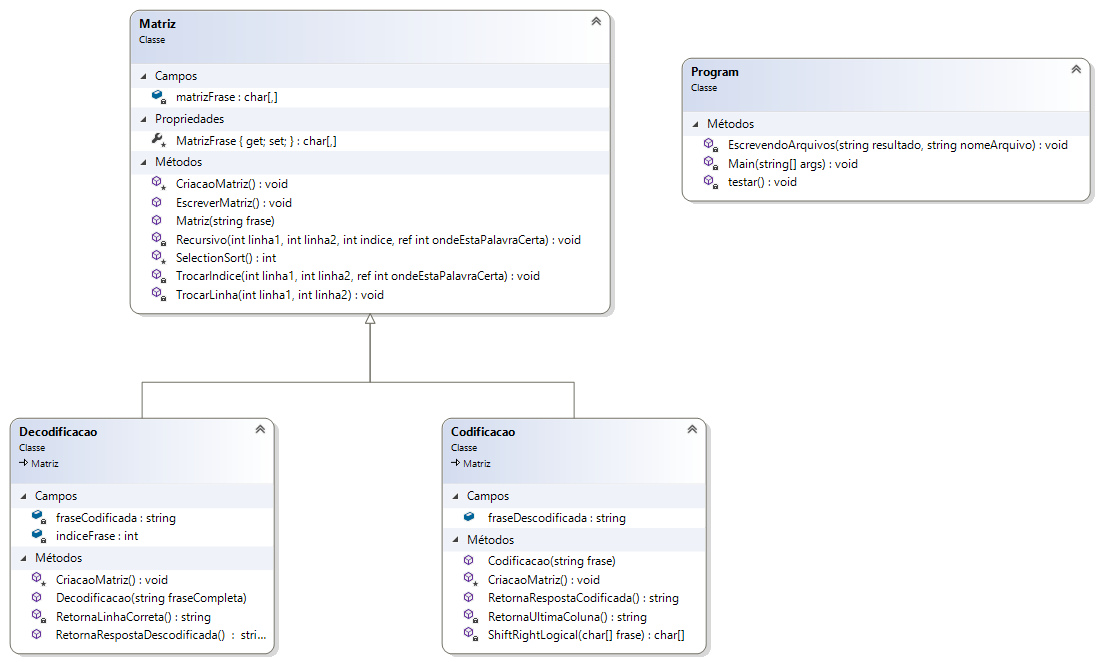 Matriz
Classe
Campos
matrizFrase : char[,]
Propriedades
MatrizFrase { get; set; } : char[,]
Métodos
CriacaoMatriz() : void
EscreverMatriz() : void
Matriz(string frase)
Recursivo(int linha1, int linha2, int indice, ref int ondeEstaPalavraCerta) : void
SelectionSort() : int
TrocarIndice(int linha1, int linha2, ref int ondeEstaPalavraCerta) : void
TrocarLinha(int linha1, int linha2) : void
Program
Classe
Métodos
EscrevendoArquivos(string resultado, string nomeArquivo) : void
Main(string[] args) : void
testar() : void
Decodificacao
Classe
Matriz
Campos
fraseCodificada : string
indiceFrase : int
Métodos
CriacaoMatriz() : void
Decodificacao(string fraseCompleta)
RetornaLinhaCorreta() : string
RetornaRespostaDescodificada() : stri...
Codificacao
Classe
Matriz
Campos
fraseDescodificada : string
Métodos
Codificacao(string frase)
CriacaoMatriz() : void
RetornaRespostaCodificada() : string
RetornaUltimaColuna() : string
ShiftRightLogical(char[] frase) : char[]